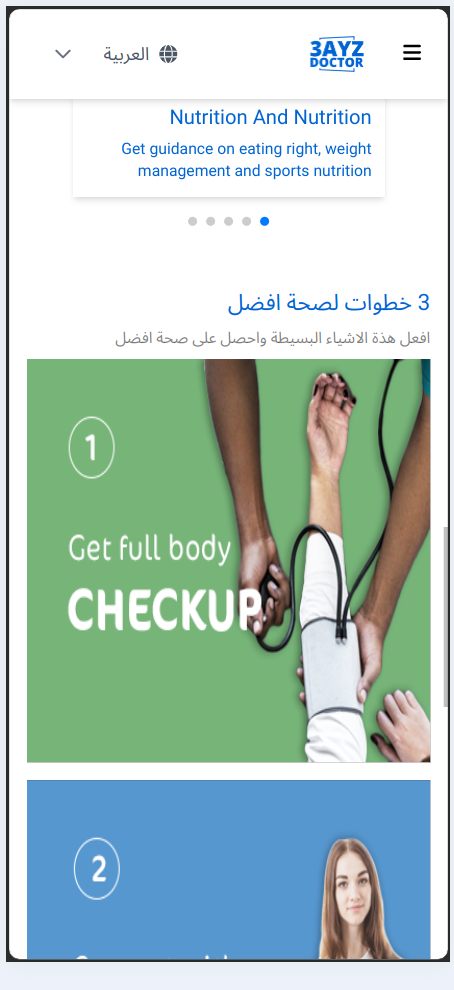 3AYZ
DOCTOR
العربية
Nutrition And Nutrition
Get guidance on eating right, weight
management and sports nutrition
3 خطوات لصحة افضل
افعل هذة الاشياء البسيطة واحصل على صحة افضل
1
Get full body
CHECKUP
2